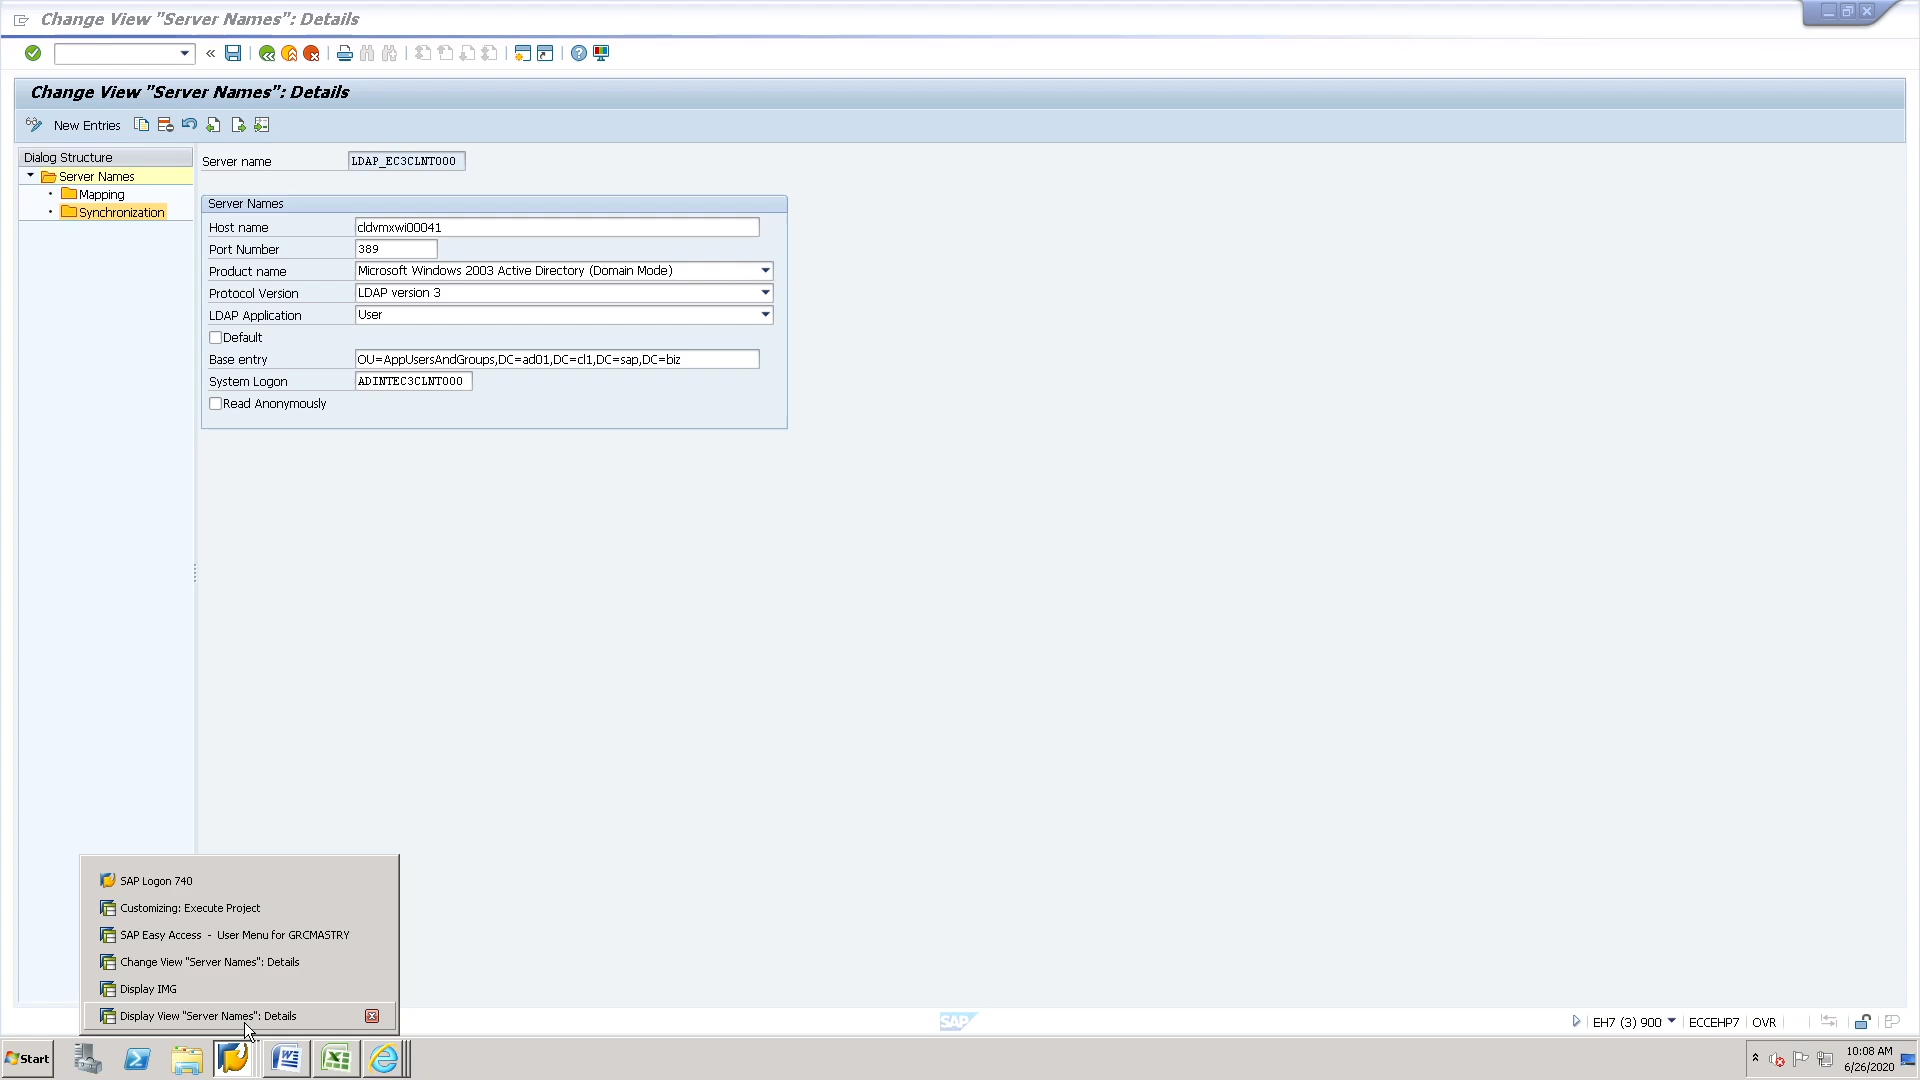 Change View "Server Names": Details
Change View "Server Names": Details
New Entries
Dialog Structure
Server Names
Mapping
Synchronization
Server name LDAP_EC3CLNT000
Server Names
Host name cldvmxwi00041
Port Number 389
Product name Microsoft Windows 2003 Active Directory (Domain Mode)
Protocol Version LDAP version 3
LDAP Application User
Default
Base entry OU=AppUsersAndGroups,DC=ad01,DC=cl1,DC=sap,DC=biz
System Logon ADINTEC3CLNT000
Read Anonymously
SAP Logon 740
Customizing: Execute Project
SAP Easy Access - User Menu for GRCMASTRY
Change View "Server Names": Details
Display IMG
Display View "Server Names": Details
SAP
EH7 (3) 900 ECCEHP7 OVR
Start
10:08 AM
6/26/2020